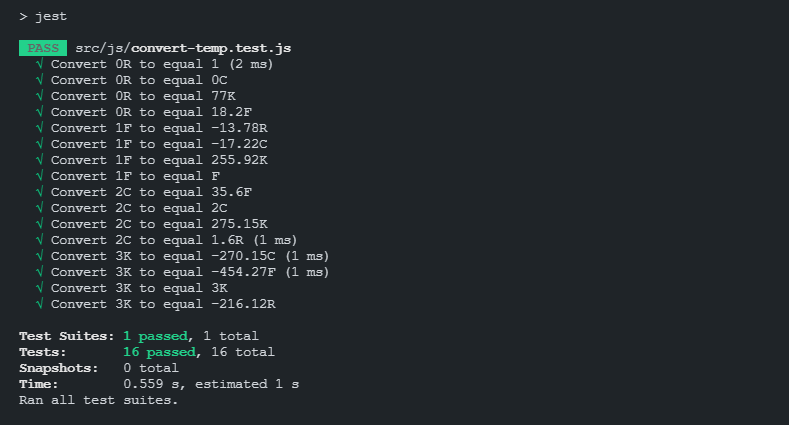 > jest
PASS src/js/convert-temp.test.js
√ Convert 0R to equal 1 (2 ms)
√ Convert 0R to equal 0C
√ Convert 0R to equal 77K
√ Convert 0R to equal 18.2F
√ Convert 1F to equal -13.78R
√ Convert 1F to equal -17.22C
√ Convert 1F to equal 255.92K
√ Convert 1F to equal F
√ Convert 2C to equal 35.6F
√ Convert 2C to equal 2C
√ Convert 2C to equal 275.15K
√ Convert 2C to equal 1.6R (1 ms)
√ Convert 3K to equal -270.15C (1 ms)
√ Convert 3K to equal -454.27F (1 ms)
√ Convert 3K to equal 3K
√ Convert 3K to equal -216.12R
Test Suites: 1 passed, 1 total
Tests: 16 passed, 16 total
Snapshots: 0 total
Time: 0.559 s, estimated 1 s
Ran all test suites.